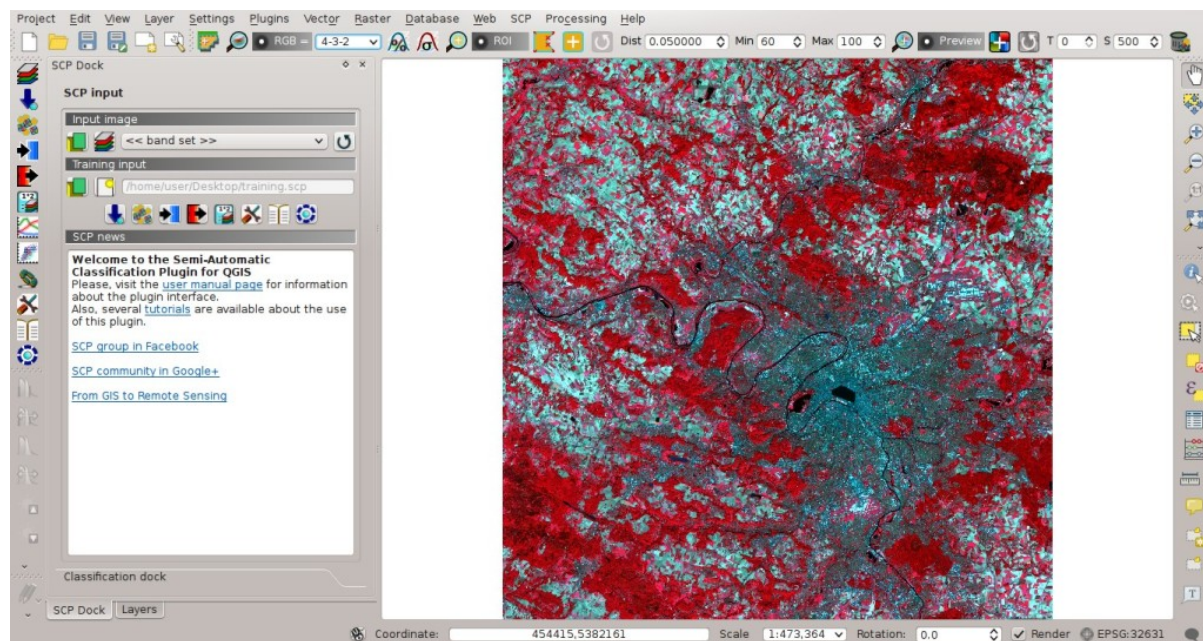 Project Edit View Layer Settings Plugins Vector Raster Database Web SCP Processing Help
RGB = 4-3-2 ROI Dist 0.050000 Min 60 Max 100 Preview T 0 S 500
SCP Dock
SCP input
Input image
<< band set >>
Training input
/home/user/Desktop/training.scp
SCP news
Welcome to the Semi-Automatic
Classification Plugin for QGIS
Please, visit the user manual page for information
about the plugin interface.
Also, several tutorials are available about the use
of this plugin.
SCP group in Facebook
SCP community in Google+
From GIS to Remote Sensing
Classification dock
SCP Dock Layers
Coordinate: 454415,5382161 Scale 1:473,364 Rotation: 0.0 Render EPSG:32631